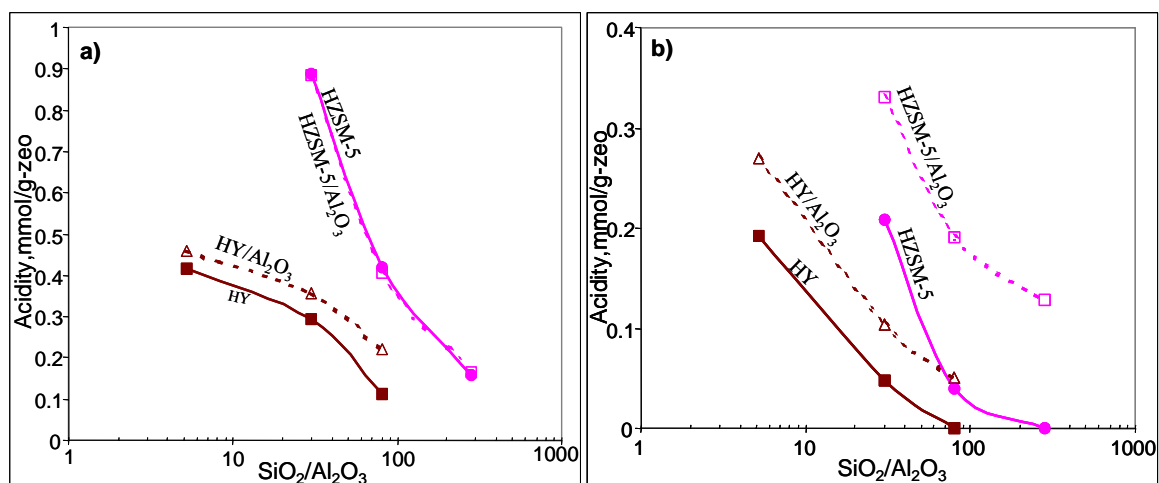 a)
Acidity,mmol/g-zeo
1
0.9
0.8
0.7
0.6
0.5
0.4
0.3
0.2
0.1
0
HZSM-5
HZSM-5/Al₂O₃
HY/Al₂O₃
HY
1 10 100 1000
SiO₂/Al₂O₃
b)
Acidity,mmol/g-zeo
0.4
0.3
0.2
0.1
0
HZSM-5/Al₂O₃
HY/Al₂O₃
HZSM-5
HY
1 10 100 1000
SiO₂/Al₂O₃